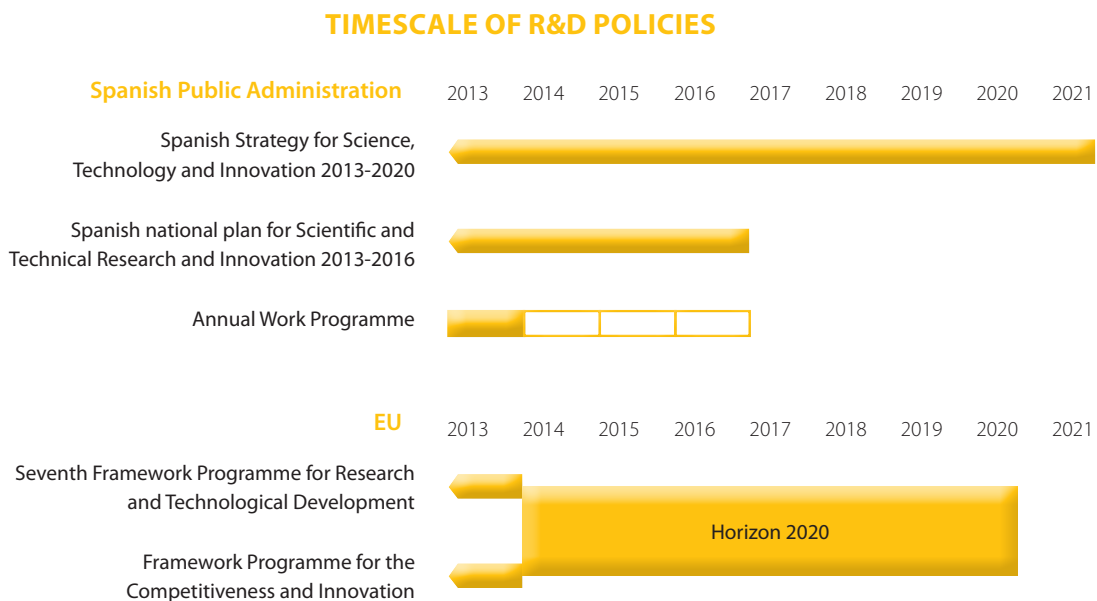 TIMESCALE OF R&D POLICIES
Spanish Public Administration 2013 2014 2015 2016 2017 2018 2019 2020 2021
Spanish Strategy for Science,
Technology and Innovation 2013-2020
Spanish national plan for Scientific and
Technical Research and Innovation 2013-2016
Annual Work Programme
EU 2013 2014 2015 2016 2017 2018 2019 2020 2021
Seventh Framework Programme for Research
and Technological Development
Horizon 2020
Framework Programme for the
Competitiveness and Innovation